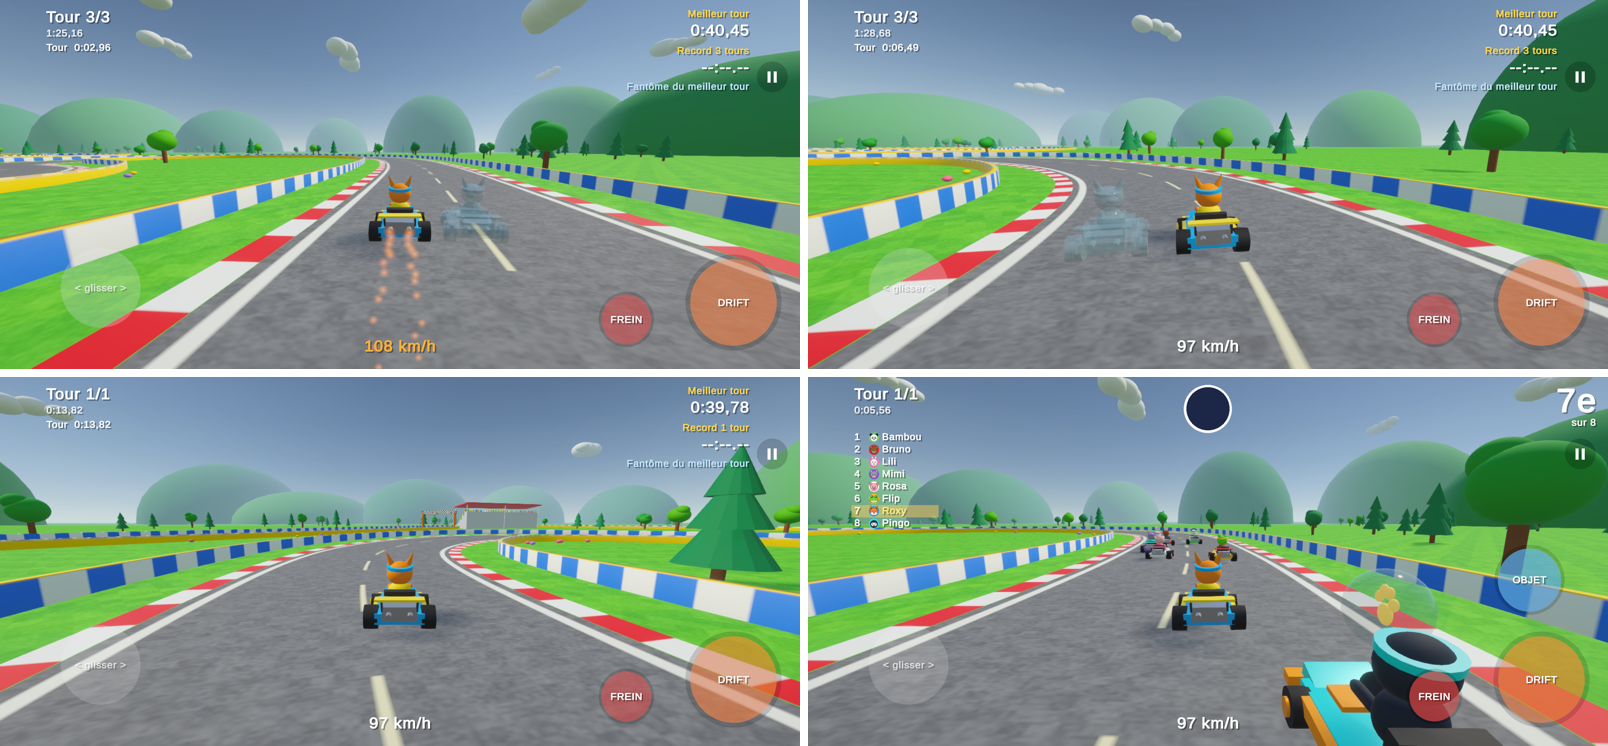 Tour 3/3
1:25,16
Tour 0:02,96
Meilleur tour
0:40,45
Record 3 tours
--:--.--
Fantôme du meilleur tour
< glisser >
FREIN
DRIFT
108 km/h
Tour 3/3
1:28,68
Tour 0:06,49
Meilleur tour
0:40,45
Record 3 tours
--:--.--
Fantôme du meilleur tour
< glisser >
FREIN
DRIFT
97 km/h
Tour 1/1
0:13,82
Tour 0:13,82
Meilleur tour
0:39,78
Record 1 tour
--:--.--
Fantôme du meilleur tour
< glisser >
FREIN
DRIFT
97 km/h
Tour 1/1
0:05,56
7e
sur 8
1 Bambou
2 Bruno
3 Lili
4 Mimi
5 Rosa
6 Flip
7 Roxy
8 Pingo
OBJET
< glisser >
FREIN
DRIFT
97 km/h